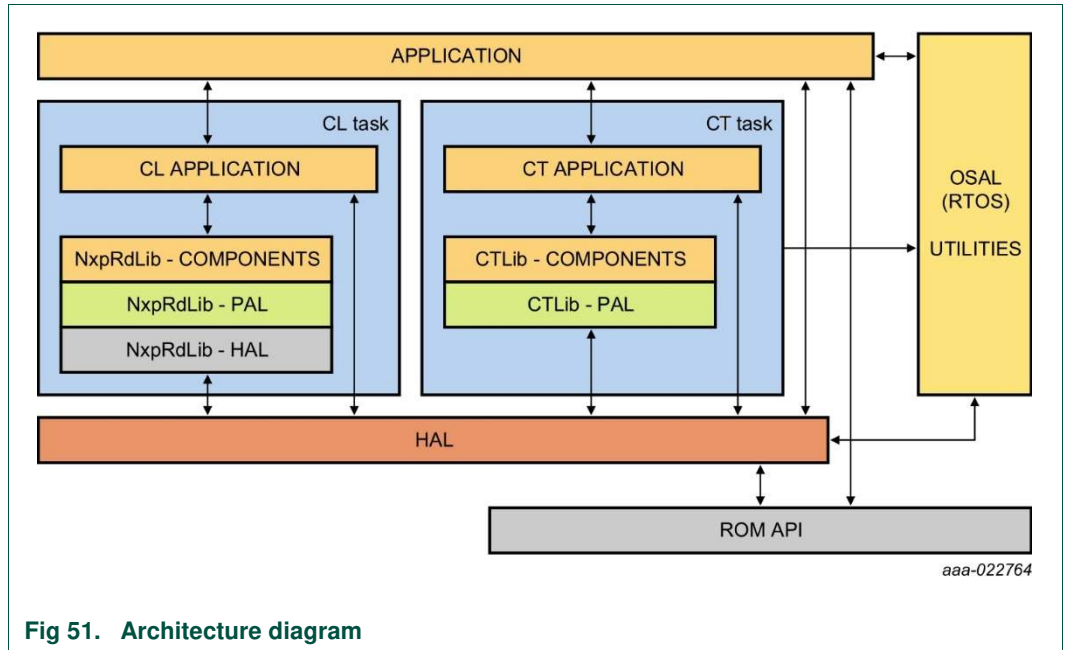 APPLICATION
CL task
CL APPLICATION
NxpRdLib - COMPONENTS
NxpRdLib - PAL
NxpRdLib - HAL
CT task
CT APPLICATION
CTLib - COMPONENTS
CTLib - PAL
OSAL
(RTOS)
UTILITIES
HAL
ROM API
aaa-022764
Fig 51. Architecture diagram